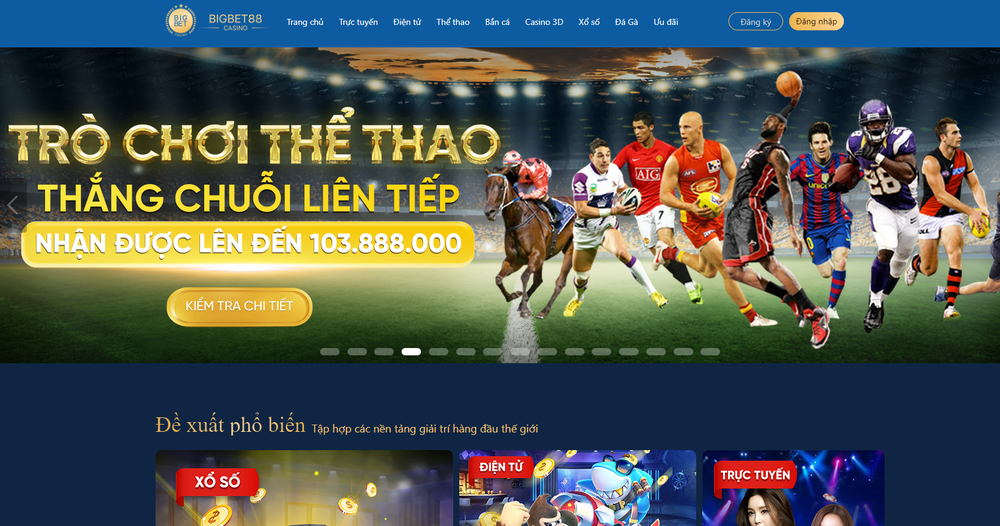 BIG
BET
BIGBET88
CASINO
Trang chủ
Trực tuyến
Điện tử
Thể thao
Bắn cá
Casino 3D
Xổ số
Đá Gà
Ưu đãi
Đăng ký
Đăng nhập
TRÒ CHƠI THỂ THAO
THẮNG CHUỖI LIÊN TIẾP
NHẬN ĐƯỢC LÊN ĐẾN 103.888.000
KIỂM TRA CHI TIẾT
SUZUKI
AIG
7
28
Đề xuất phổ biến
Tập hợp các nền tảng giải trí hàng đầu thế giới
XỔ SỐ
ĐIỆN TỬ
TRỰC TUYẾN